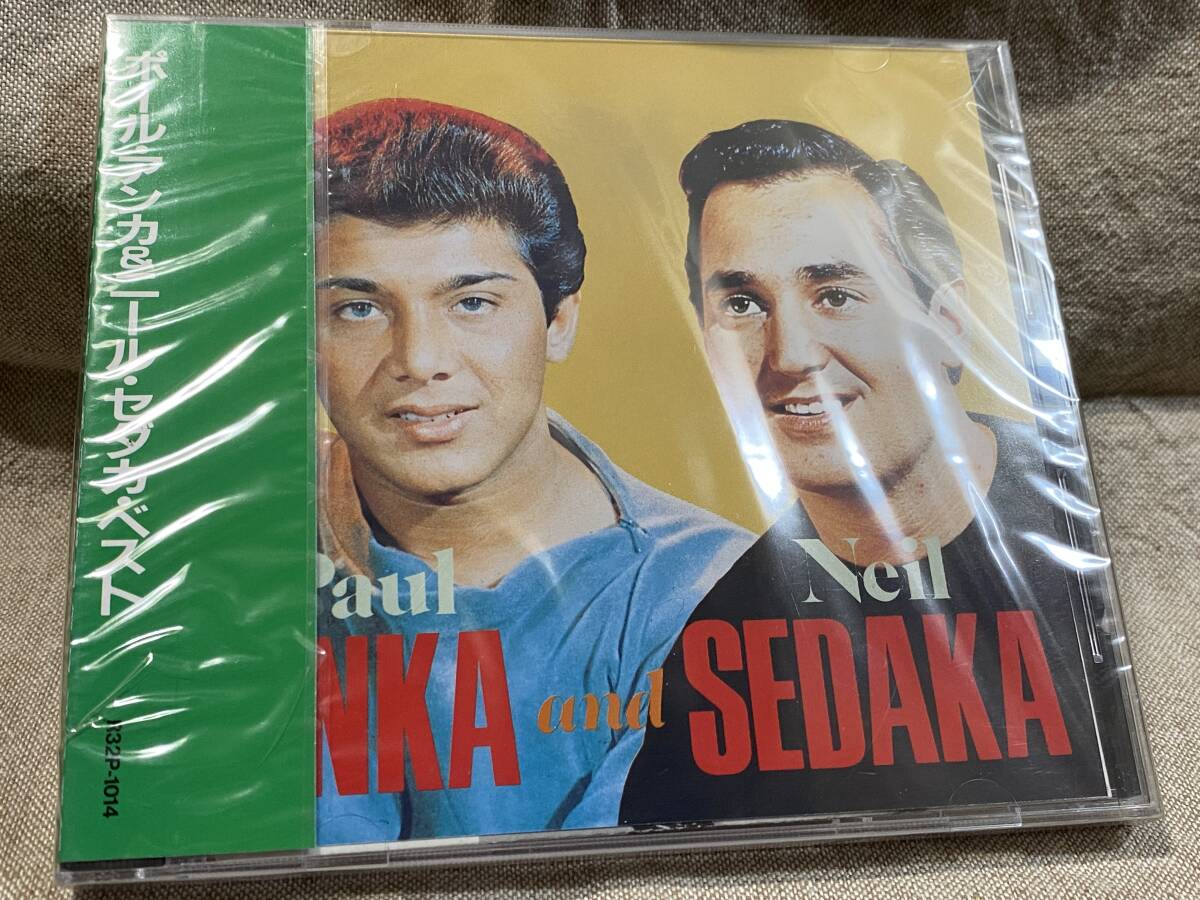 ポール・アンカ&ニール・セダカ・ベスト
R32P-1014
Paul Neil
NKA and SEDAKA